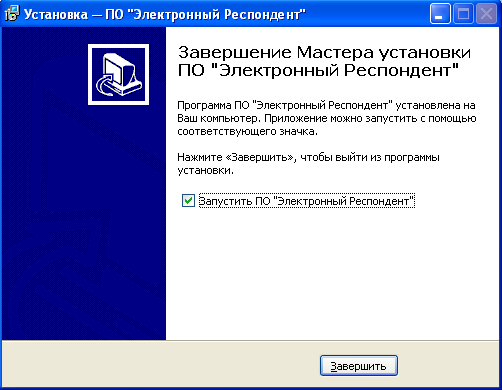 Установка — ПО "Электронный Респондент"
Завершение Мастера установки
ПО "Электронный Респондент"
Программа ПО "Электронный Респондент" установлена на
Ваш компьютер. Приложение можно запустить с помощью
соответствующего значка.
Нажмите «Завершить», чтобы выйти из программы
установки.
Запустить ПО "Электронный Респондент"
Завершить